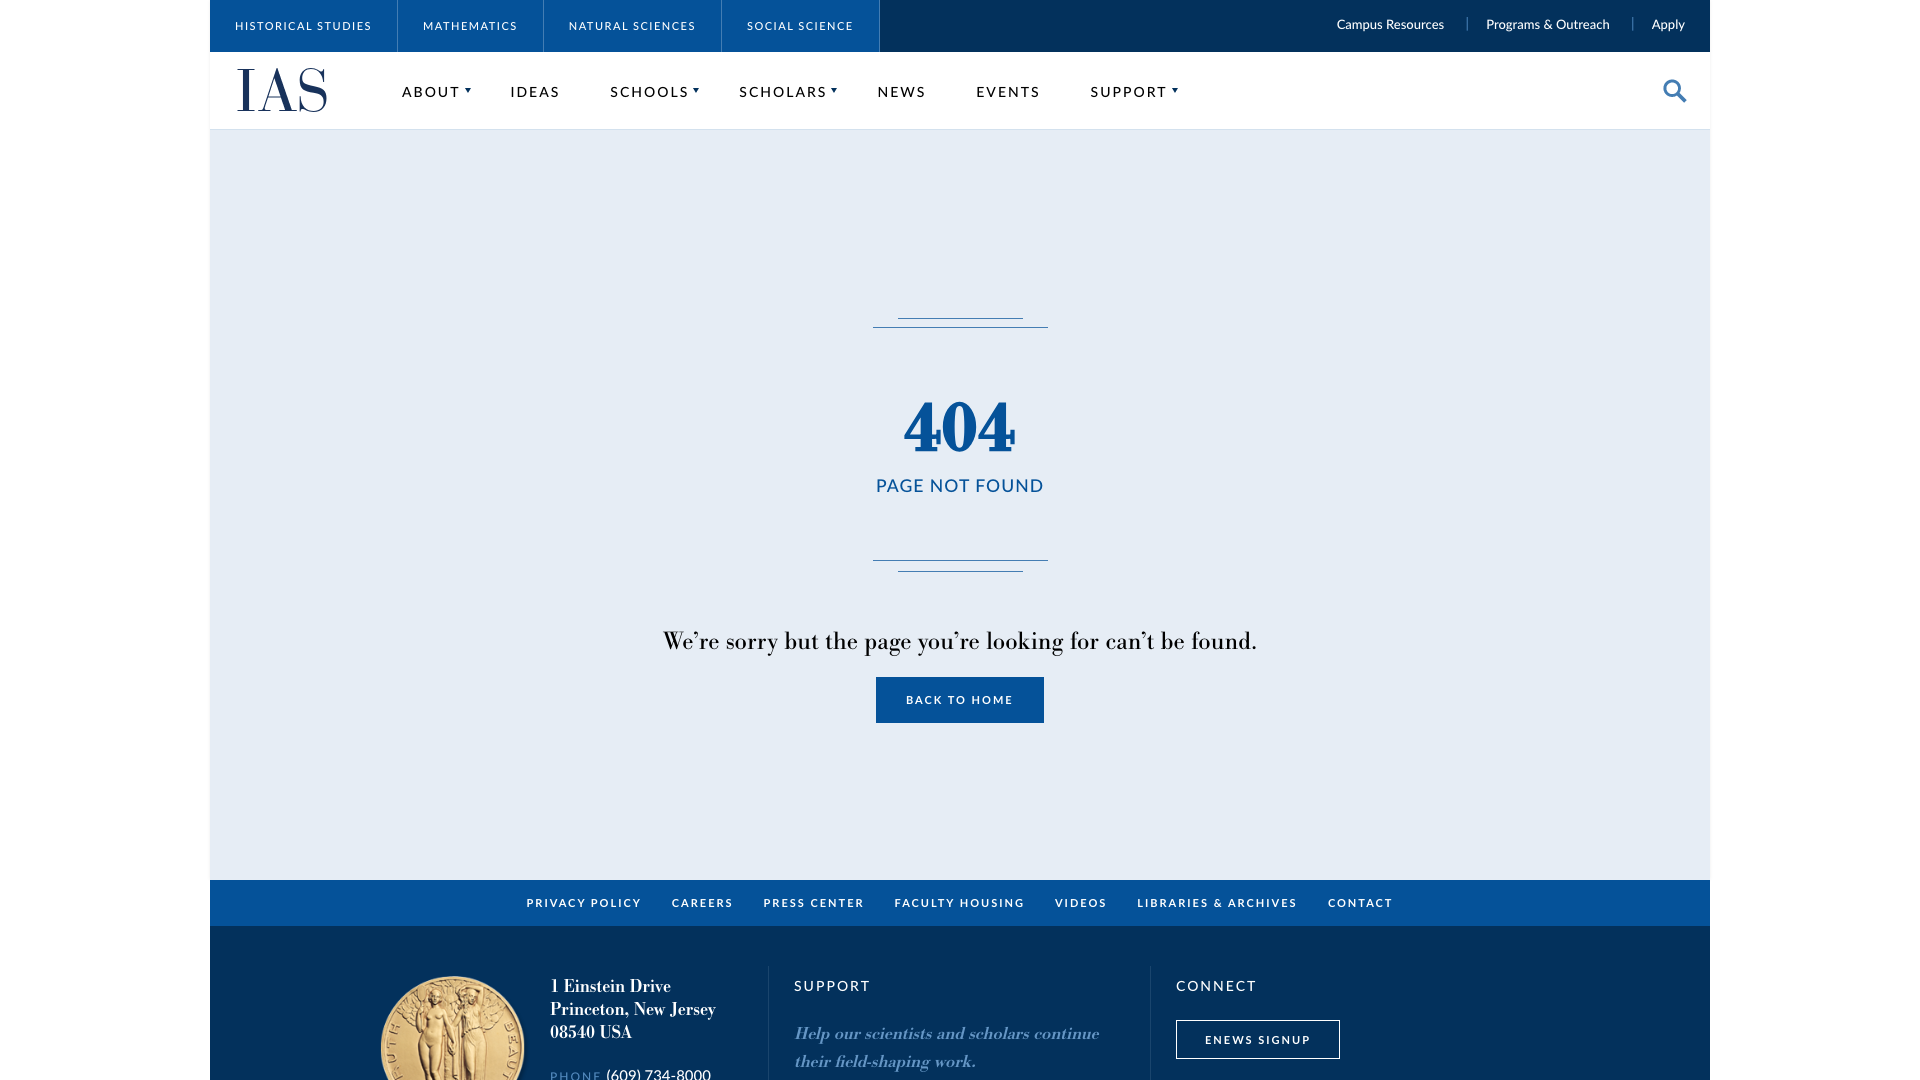 HISTORICAL STUDIES MATHEMATICS NATURAL SCIENCES SOCIAL SCIENCE Campus Resources Programs & Outreach Apply
IAS ABOUT IDEAS SCHOOLS SCHOLARS NEWS EVENTS SUPPORT
404
PAGE NOT FOUND
We’re sorry but the page you’re looking for can’t be found.
BACK TO HOME
PRIVACY POLICY CAREERS PRESS CENTER FACULTY HOUSING VIDEOS LIBRARIES & ARCHIVES CONTACT
1 Einstein Drive
Princeton, New Jersey
08540 USA
PHONE (609) 734-8000
SUPPORT
Help our scientists and scholars continue
their field-shaping work.
CONNECT
ENEWS SIGNUP